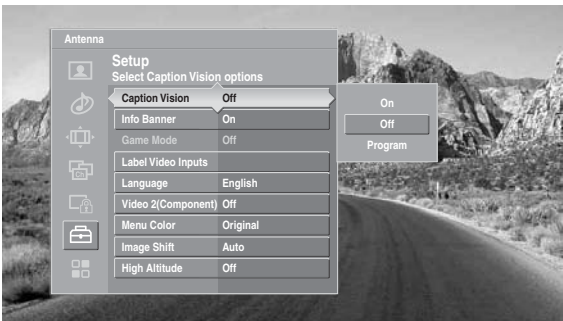 Antenna
Setup
Select Caption Vision options
Caption Vision Off
Info Banner On
Game Mode Off
Label Video Inputs
Language English
Video 2(Component) Off
Menu Color Original
Image Shift Auto
High Altitude Off
On
Off
Program
Ch